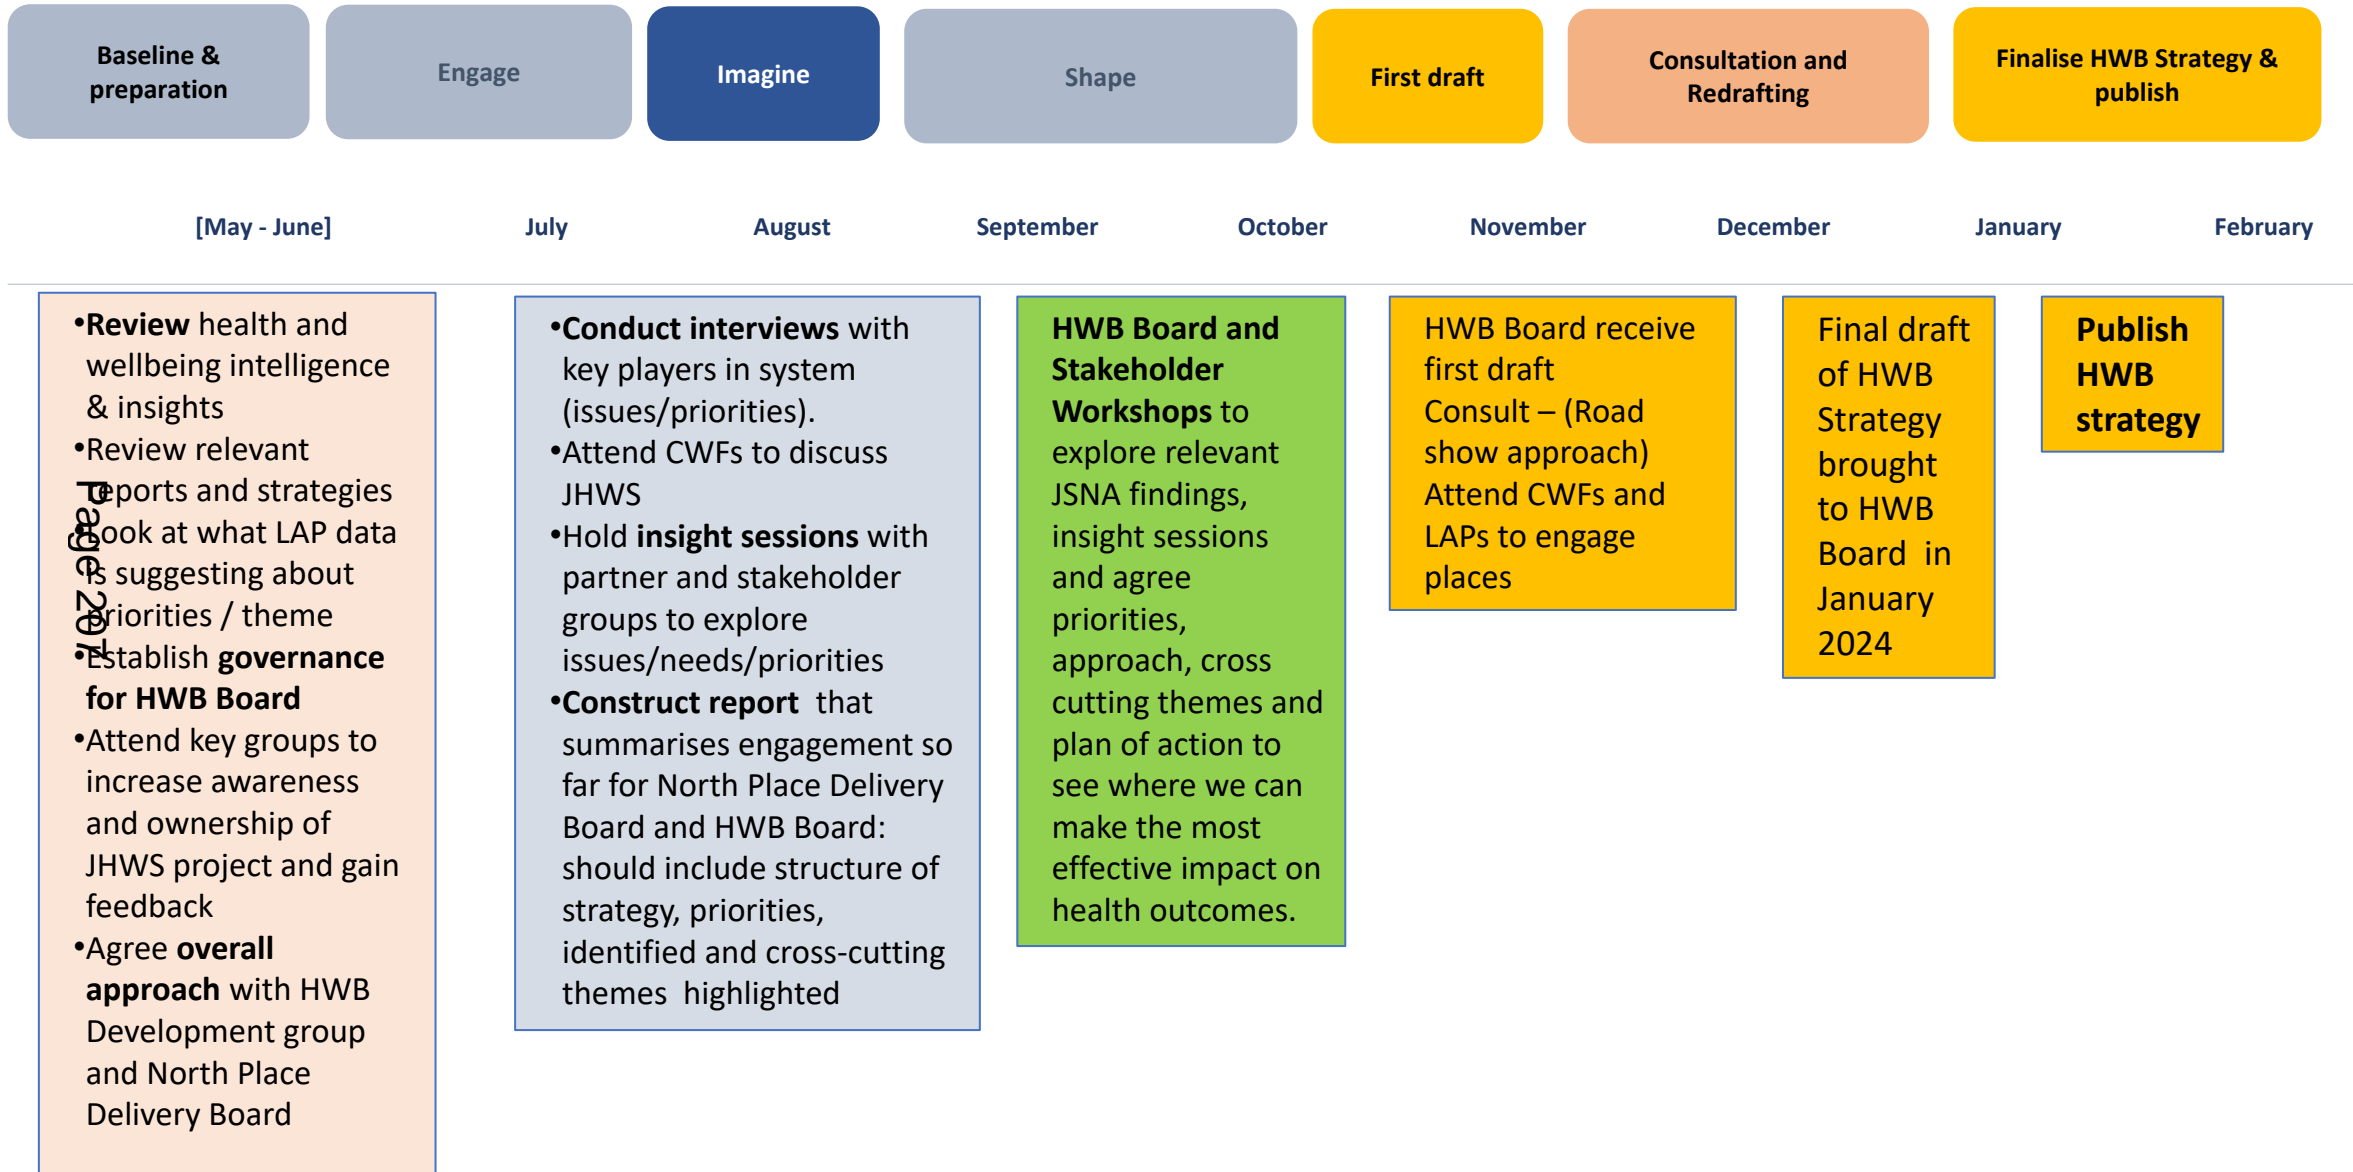 Baseline &
preparation
Engage
Imagine
Shape
First draft
Consultation and
Redrafting
Finalise HWB Strategy &
publish
[May - June]
July
August
September
October
November
December
January
February
•Review health and
wellbeing intelligence
& insights
•Review relevant
reports and strategies
•Look at what LAP data
is suggesting about
priorities / theme
•Establish governance
for HWB Board
•Attend key groups to
increase awareness
and ownership of
JHWS project and gain
feedback
•Agree overall
approach with HWB
Development group
and North Place
Delivery Board
Page 207
•Conduct interviews with
key players in system
(issues/priorities).
•Attend CWFs to discuss
JHWS
•Hold insight sessions with
partner and stakeholder
groups to explore
issues/needs/priorities
•Construct report  that
summarises engagement so
far for North Place Delivery
Board and HWB Board:
should include structure of
strategy, priorities,
identified and cross-cutting
themes  highlighted
HWB Board and
Stakeholder
Workshops to
explore relevant
JSNA findings,
insight sessions
and agree
priorities,
approach, cross
cutting themes and
plan of action to
see where we can
make the most
effective impact on
health outcomes.
HWB Board receive
first draft
Consult – (Road
show approach)
Attend CWFs and
LAPs to engage
places
Final draft
of HWB
Strategy
brought
to HWB
Board  in
January
2024
Publish
HWB
strategy